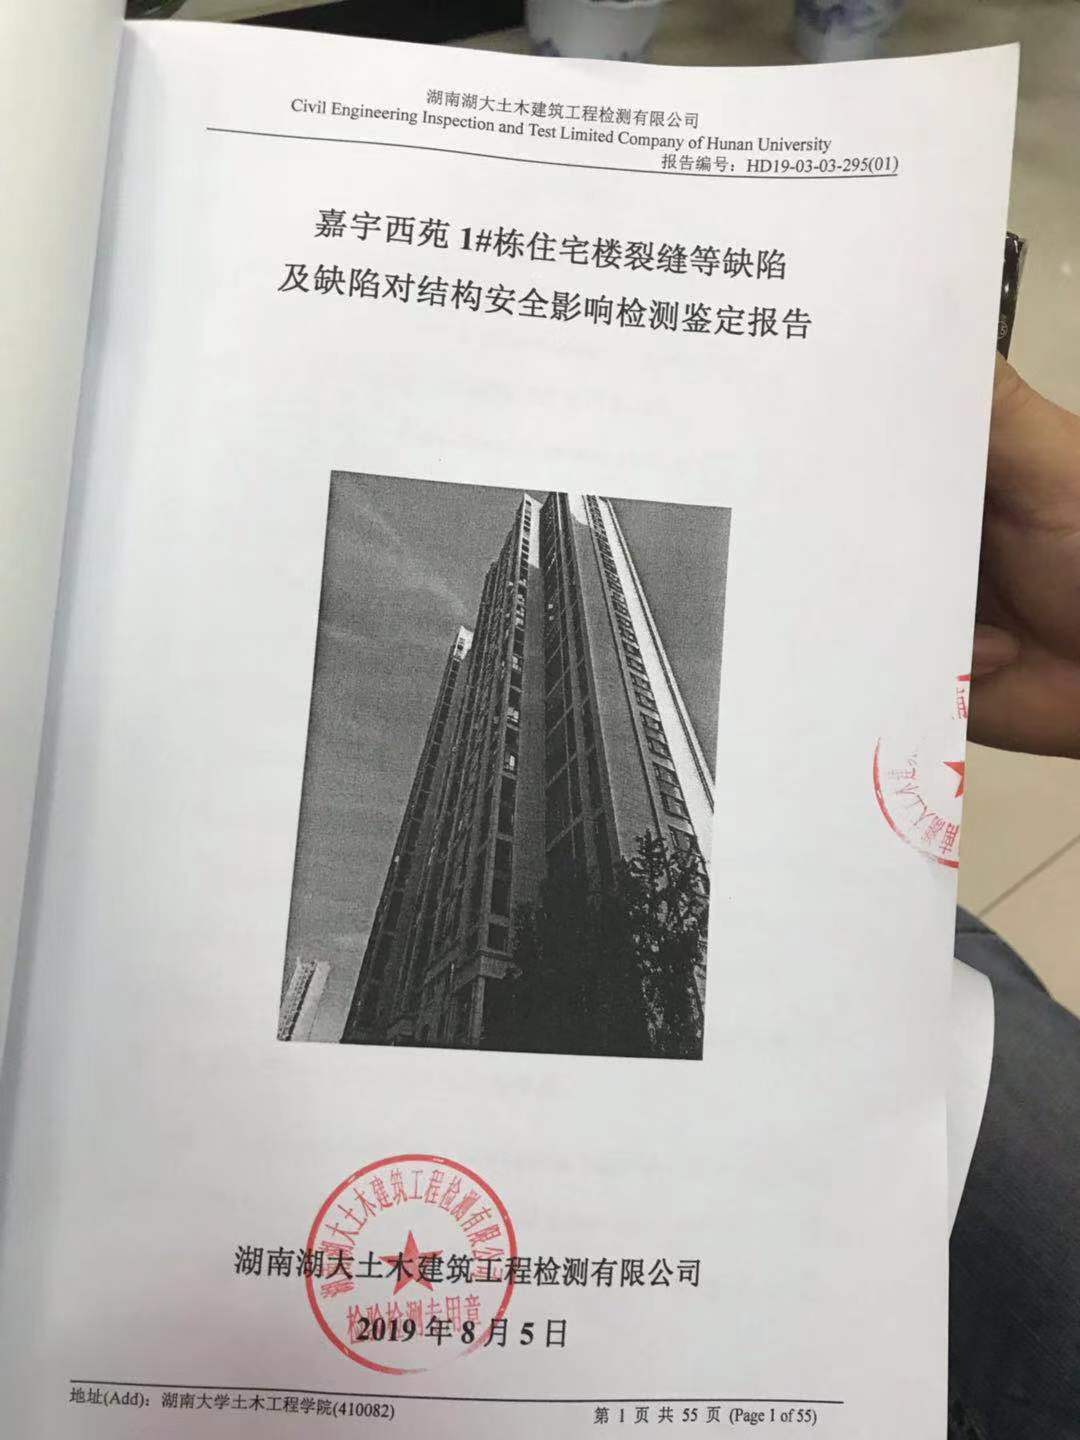 湖南湖大土木建筑工程检测有限公司
Civil Engineering Inspection and Test Limited Company of Hunan University
报告编号：HD19-03-03-295(01)
嘉宇西苑 1#栋住宅楼裂缝等缺陷
及缺陷对结构安全影响检测鉴定报告
湖南湖大土木建筑工程检测有限公司
湖南湖大土木建筑工程检测有限公司
检验检测专用章
2019 年 8 月 5 日
地址(Add)：湖南大学土木工程学院(410082)
第 1 页 共 55 页 (Page 1 of 55)